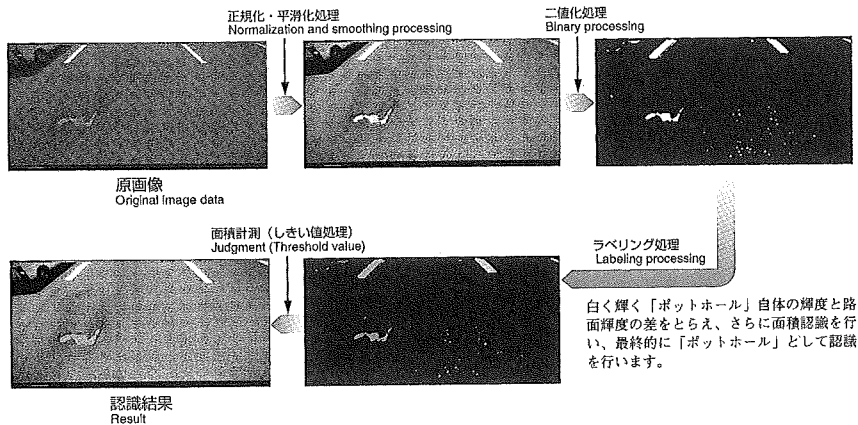 正規化・平滑化処理
Normalization and smoothing processing
二値化処理
Binary processing
原画像
Original image data
ラベリング処理
Labeling processing
白く輝く「ポットホール」自体の輝度と路
面輝度の差をとらえ、さらに面積認識を行
い、最終的に「ポットホール」として認識
を行います。
面積計測（しきい値処理）
Judgment (Threshold value)
認識結果
Result